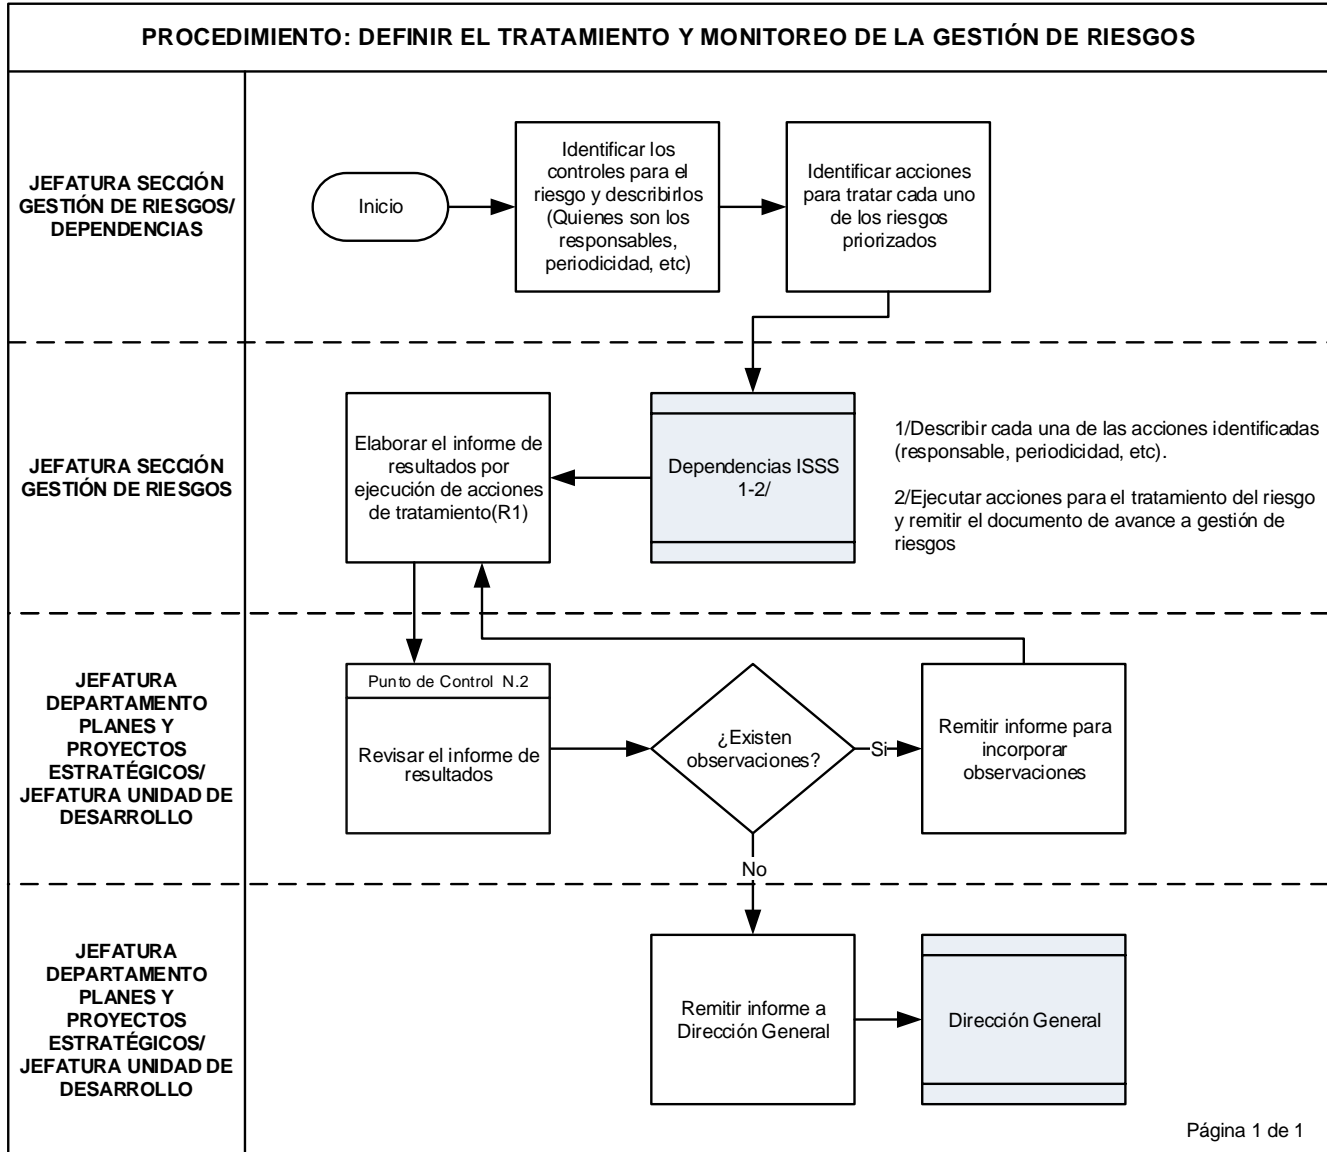 PROCEDIMIENTO: DEFINIR EL TRATAMIENTO Y MONITOREO DE LA GESTIÓN DE RIESGOS
JEFATURA SECCIÓN
GESTIÓN DE RIESGOS/
DEPENDENCIAS
Inicio
Identificar los
controles para el
riesgo y describirlos
(Quienes son los
responsables,
periodicidad, etc)
Identificar acciones
para tratar cada uno
de los riesgos
priorizados
JEFATURA SECCIÓN
GESTIÓN DE RIESGOS
Elaborar el informe de
resultados por
ejecución de acciones
de tratamiento(R1)
Dependencias ISSS
1-2/
1/Describir cada una de las acciones identificadas
(responsable, periodicidad, etc).
2/Ejecutar acciones para el tratamiento del riesgo
y remitir el documento de avance a gestión de
riesgos
JEFATURA
DEPARTAMENTO
PLANES Y
PROYECTOS
ESTRATÉGICOS/
JEFATURA UNIDAD DE
DESARROLLO
Punto de Control N.2
Revisar el informe de
resultados
¿Existen
observaciones?
Si
Remitir informe para
incorporar
observaciones
No
JEFATURA
DEPARTAMENTO
PLANES Y
PROYECTOS
ESTRATÉGICOS/
JEFATURA UNIDAD DE
DESARROLLO
Remitir informe a
Dirección General
Dirección General
Página 1 de 1